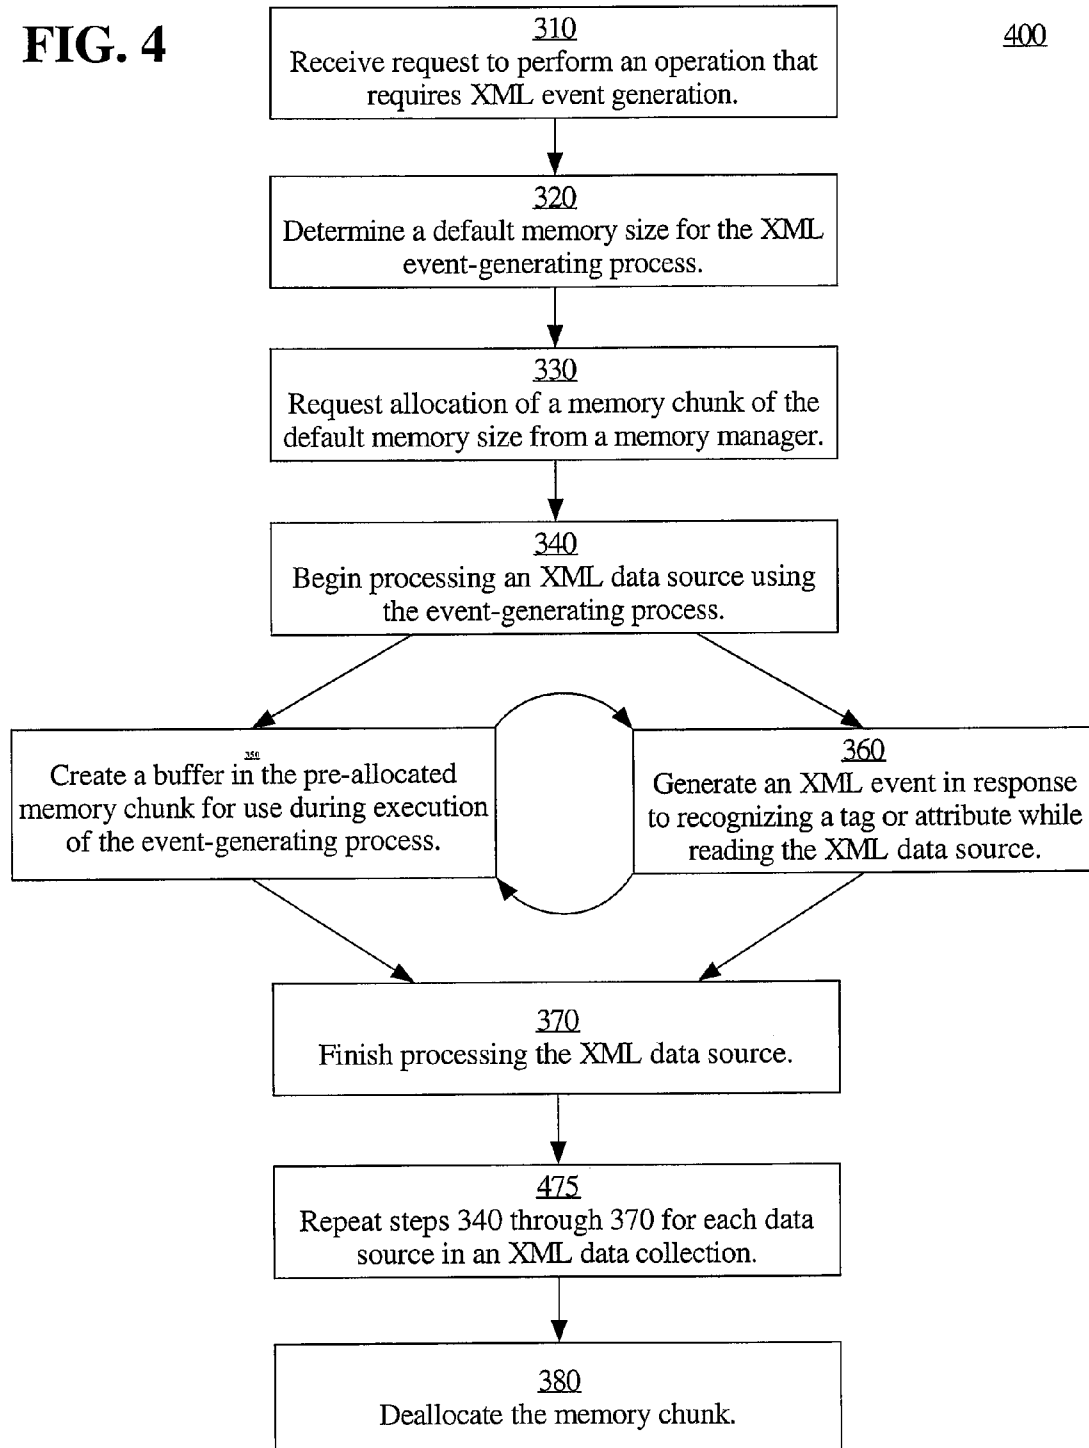 FIG. 4
400
310
Receive request to perform an operation that
requires XML event generation.
320
Determine a default memory size for the XML
event-generating process.
330
Request allocation of a memory chunk of the
default memory size from a memory manager.
340
Begin processing an XML data source using
the event-generating process.
350
Create a buffer in the pre-allocated
memory chunk for use during execution
of the event-generating process.
360
Generate an XML event in response
to recognizing a tag or attribute while
reading the XML data source.
370
Finish processing the XML data source.
475
Repeat steps 340 through 370 for each data
source in an XML data collection.
380
Deallocate the memory chunk.